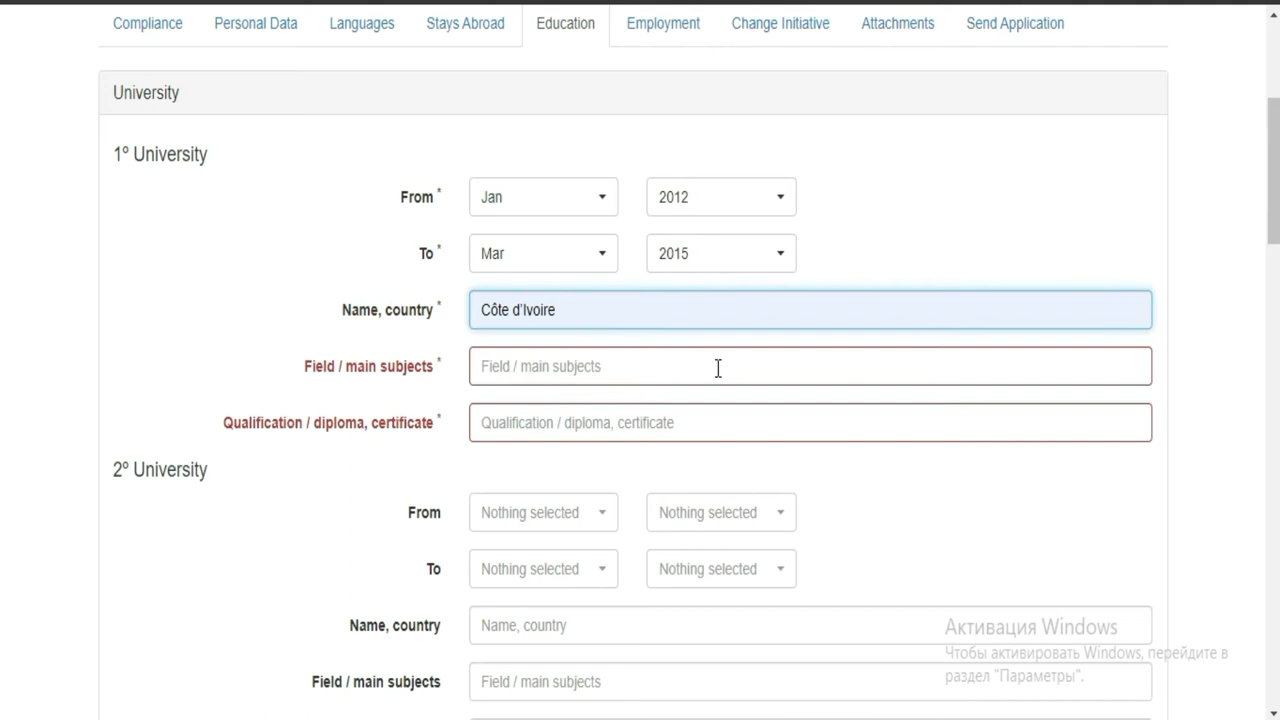 Compliance Personal Data Languages Stays Abroad Education Employment Change Initiative Attachments Send Application
University
1º University
From * Jan 2012
To * Mar 2015
Name, country * Côte d'Ivoire
Field / main subjects * Field / main subjects
Qualification / diploma, certificate * Qualification / diploma, certificate
2º University
From Nothing selected Nothing selected
To Nothing selected Nothing selected
Name, country Name, country
Активация Windows
Чтобы активировать Windows, перейдите в
раздел "Параметры".
Field / main subjects Field / main subjects